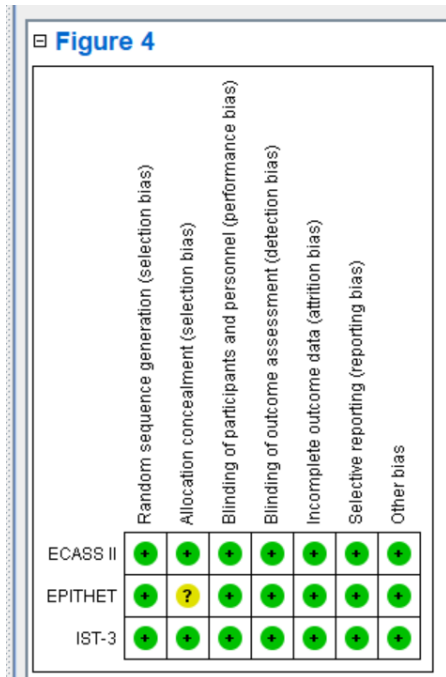 Figure 4
Random sequence generation (selection bias)
Allocation concealment (selection bias)
Blinding of participants and personnel (performance bias)
Blinding of outcome assessment (detection bias)
Incomplete outcome data (attrition bias)
Selective reporting (reporting bias)
Other bias
ECASS II + + + + + + +
EPITHET + ? + + + + +
IST-3 + + + + + + +